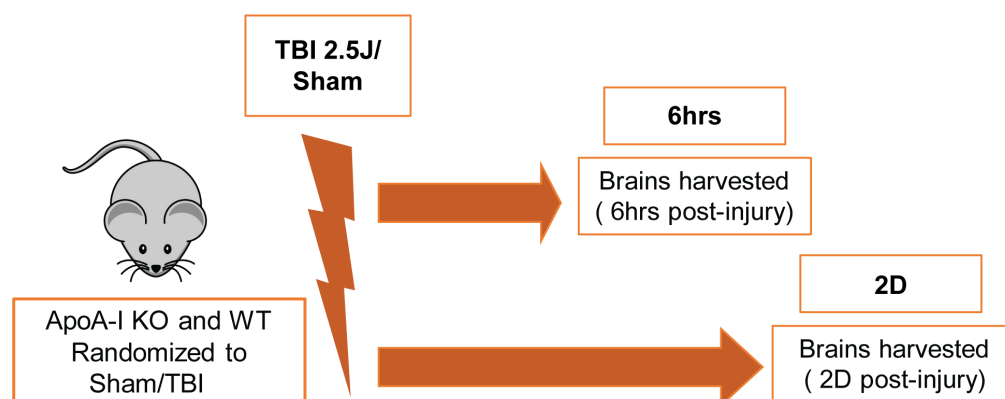 TBI 2.5J/
Sham
6hrs
Brains harvested
( 6hrs post-injury)
ApoA-I KO and WT
Randomized to
Sham/TBI
2D
Brains harvested
( 2D post-injury)